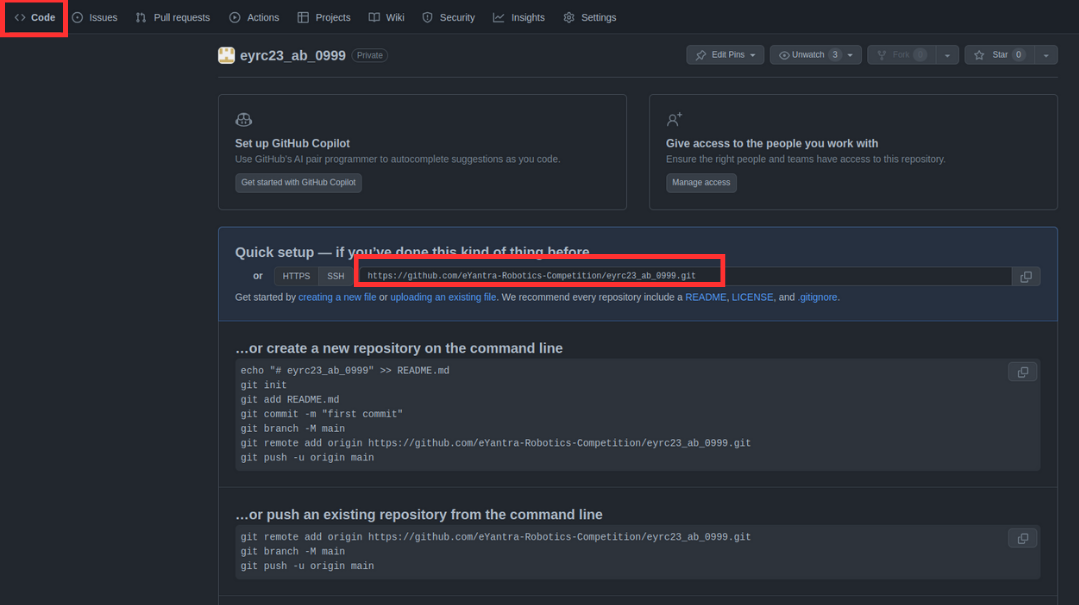 Code Issues Pull requests Actions Projects Wiki Security Insights Settings
eyrc23_ab_0999 Private Edit Pins Unwatch 3 Fork Star 0
Set up GitHub Copilot
Use GitHub's AI pair programmer to autocomplete suggestions as you code.
Get started with GitHub Copilot
Give access to the people you work with
Ensure the right people and teams have access to this repository.
Manage access
Quick setup — if you've done this kind of thing before
or HTTPS SSH https://github.com/eYantra-Robotics-Competition/eyrc23_ab_0999.git
Get started by creating a new file or uploading an existing file. We recommend every repository include a README, LICENSE, and .gitignore.
…or create a new repository on the command line
echo "# eyrc23_ab_0999" >> README.md
git init
git add README.md
git commit -m "first commit"
git branch -M main
git remote add origin https://github.com/eYantra-Robotics-Competition/eyrc23_ab_0999.git
git push -u origin main
…or push an existing repository from the command line
git remote add origin https://github.com/eYantra-Robotics-Competition/eyrc23_ab_0999.git
git branch -M main
git push -u origin main